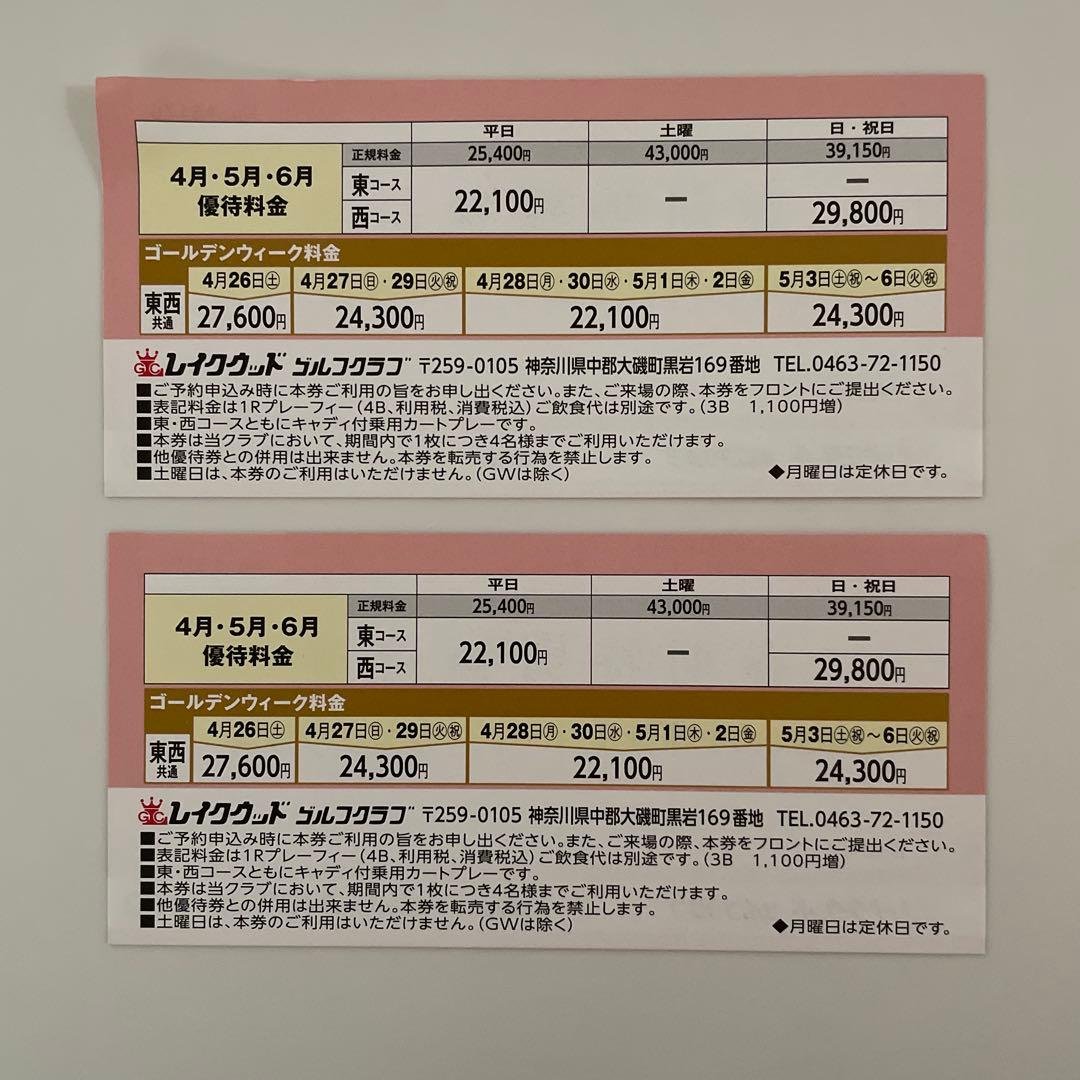 平日 土曜 日・祝日
正規料金 25,400円 43,000円 39,150円
4月・5月・6月
優待料金
東コース ー
西コース
22,100円 ー 29,800円
ゴールデンウィーク料金
4月26日㊏ 4月27日㊐・29日㊋㊗ 4月28日㊊・30日㊌・5月1日㊍・2日㊎ 5月3日㊏㊗〜6日㊋㊗
東西
共通
27,600円 24,300円 22,100円 24,300円
GTC レイクウッド ゴルフクラブ 〒259-0105 神奈川県中郡大磯町黒岩169番地 TEL.0463-72-1150
■ご予約申込み時に本券ご利用の旨をお申し出ください。また、ご来場の際、本券をフロントにご提出ください。
■表記料金は1Rプレーフィー(4B、利用税、消費税込)ご飲食代は別途です。(3B 1,100円増)
■東・西コースともにキャディ付乗用カートプレーです。
■本券は当クラブにおいて、期間内で1枚につき4名様までご利用いただけます。
■他優待券との併用は出来ません。本券を転売する行為を禁止します。
■土曜日は、本券のご利用はいただけません。(GWは除く) ◆月曜日は定休日です。
平日 土曜 日・祝日
正規料金 25,400円 43,000円 39,150円
4月・5月・6月
優待料金
東コース ー
西コース
22,100円 ー 29,800円
ゴールデンウィーク料金
4月26日㊏ 4月27日㊐・29日㊋㊗ 4月28日㊊・30日㊌・5月1日㊍・2日㊎ 5月3日㊏㊗〜6日㊋㊗
東西
共通
27,600円 24,300円 22,100円 24,300円
GTC レイクウッド ゴルフクラブ 〒259-0105 神奈川県中郡大磯町黒岩169番地 TEL.0463-72-1150
■ご予約申込み時に本券ご利用の旨をお申し出ください。また、ご来場の際、本券をフロントにご提出ください。
■表記料金は1Rプレーフィー(4B、利用税、消費税込)ご飲食代は別途です。(3B 1,100円増)
■東・西コースともにキャディ付乗用カートプレーです。
■本券は当クラブにおいて、期間内で1枚につき4名様までご利用いただけます。
■他優待券との併用は出来ません。本券を転売する行為を禁止します。
■土曜日は、本券のご利用はいただけません。(GWは除く) ◆月曜日は定休日です。